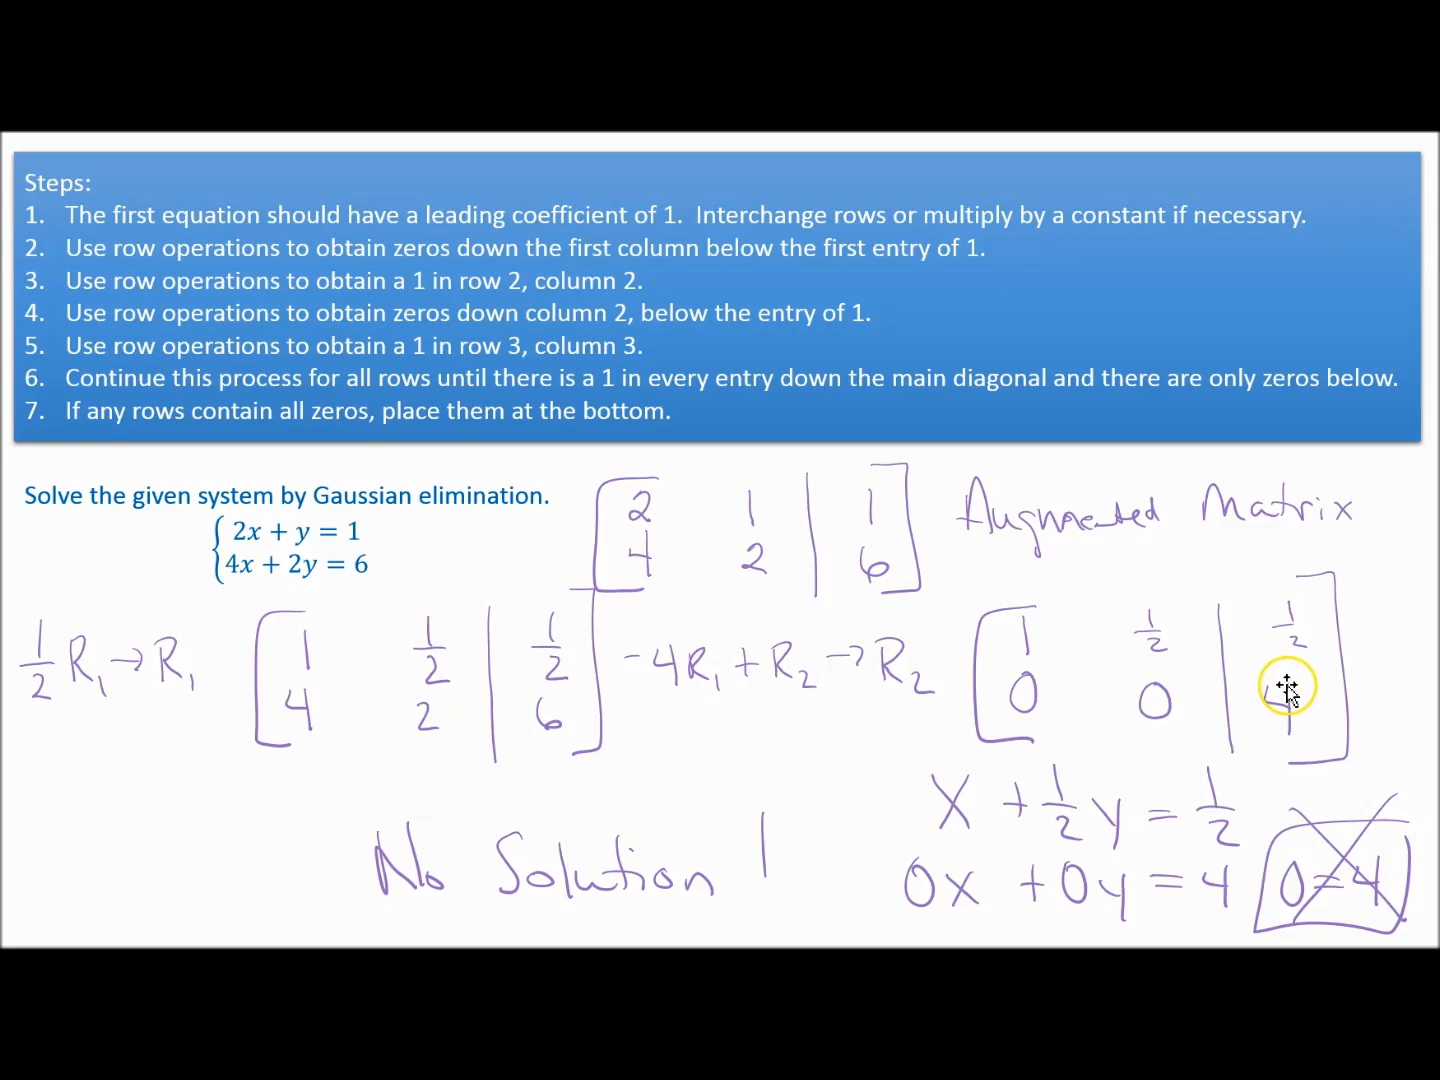 Steps:
1. The first equation should have a leading coefficient of 1. Interchange rows or multiply by a constant if necessary.
2. Use row operations to obtain zeros down the first column below the first entry of 1.
3. Use row operations to obtain a 1 in row 2, column 2.
4. Use row operations to obtain zeros down column 2, below the entry of 1.
5. Use row operations to obtain a 1 in row 3, column 3.
6. Continue this process for all rows until there is a 1 in every entry down the main diagonal and there are only zeros below.
7. If any rows contain all zeros, place them at the bottom.
Solve the given system by Gaussian elimination.
2x + y = 1
4x + 2y = 6
2 1 | 1
4 2 | 6
Augmented Matrix
1/2 R₁ → R₁
1 1/2 | 1/2
4 2 | 6
-4R₁ + R₂ → R₂
1 1/2 | 1/2
0 0 | 4
x + 1/2 y = 1/2
0x + 0y = 4
0 = 4
No Solution